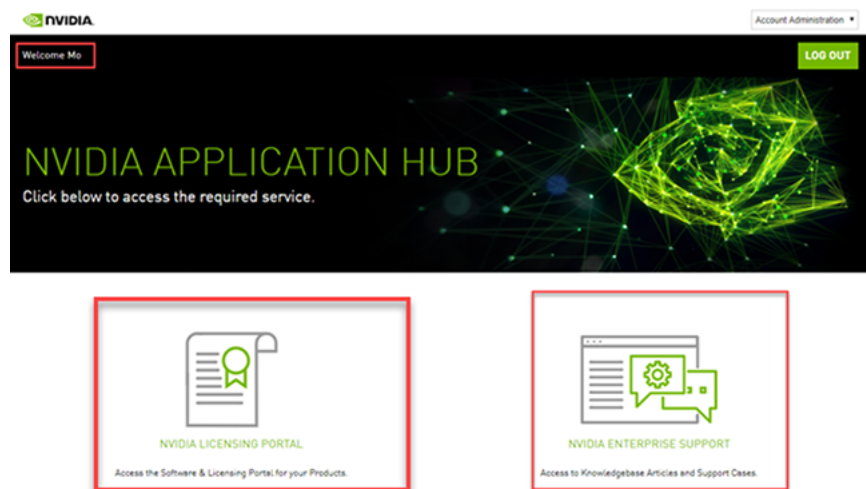 NVIDIA.
Account Administration
Welcome Mo
LOG OUT
NVIDIA APPLICATION HUB
Click below to access the required service.
NVIDIA LICENSING PORTAL
Access the Software & Licensing Portal for your Products.
NVIDIA ENTERPRISE SUPPORT
Access to Knowledgebase Articles and Support Cases.